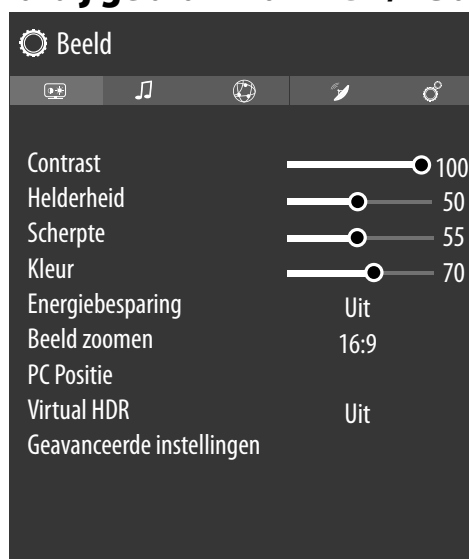 Beeld
Contrast 100
Helderheid 50
Scherpte 55
Kleur 70
Energiebesparing Uit
Beeld zoomen 16:9
PC Positie
Virtual HDR Uit
Geavanceerde instellingen